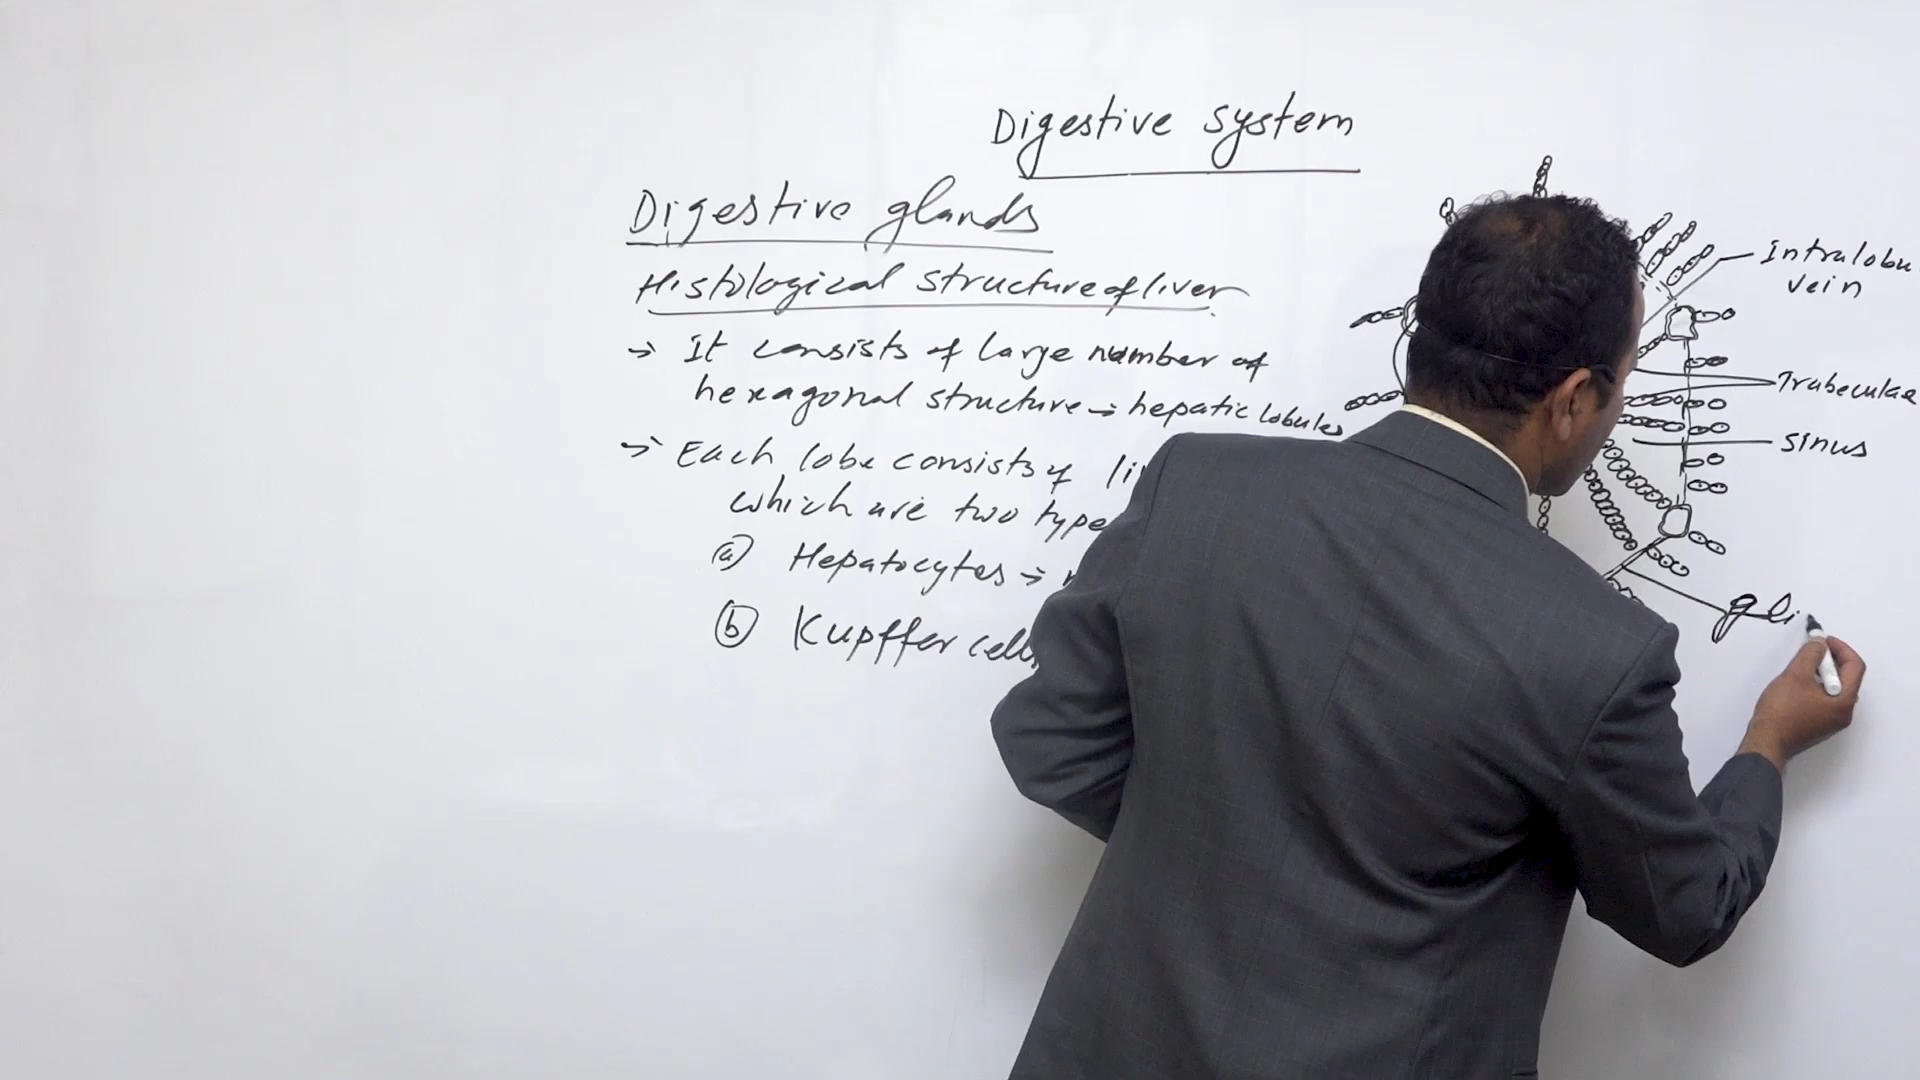 Digestive system
Digestive glands
Histological structure of liver
→ It consists of large number of
hexagonal structure → hepatic lobules
→ Each lobe consists of li
which are two type
(a) Hepatocytes →
(b) Kupffer cell
Intralobu
vein
Trabeculae
sinus
gli